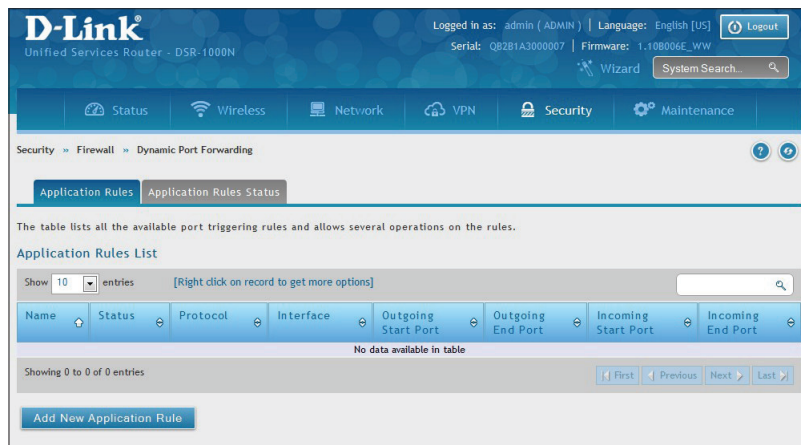 D-Link®
Unified Services Router - DSR-1000N
Logged in as: admin ( ADMIN ) | Language: English [US]
Logout
Serial: QB2B1A3000007 | Firmware: 1.10B006E_WW
Wizard
System Search...
Status
Wireless
Network
VPN
Security
Maintenance
Security » Firewall » Dynamic Port Forwarding
?
Application Rules
Application Rules Status
The table lists all the available port triggering rules and allows several operations on the rules.
Application Rules List
Show 10 entries
[Right click on record to get more options]
Name
Status
Protocol
Interface
Outgoing Start Port
Outgoing End Port
Incoming Start Port
Incoming End Port
No data available in table
Showing 0 to 0 of 0 entries
First
Previous
Next
Last
Add New Application Rule